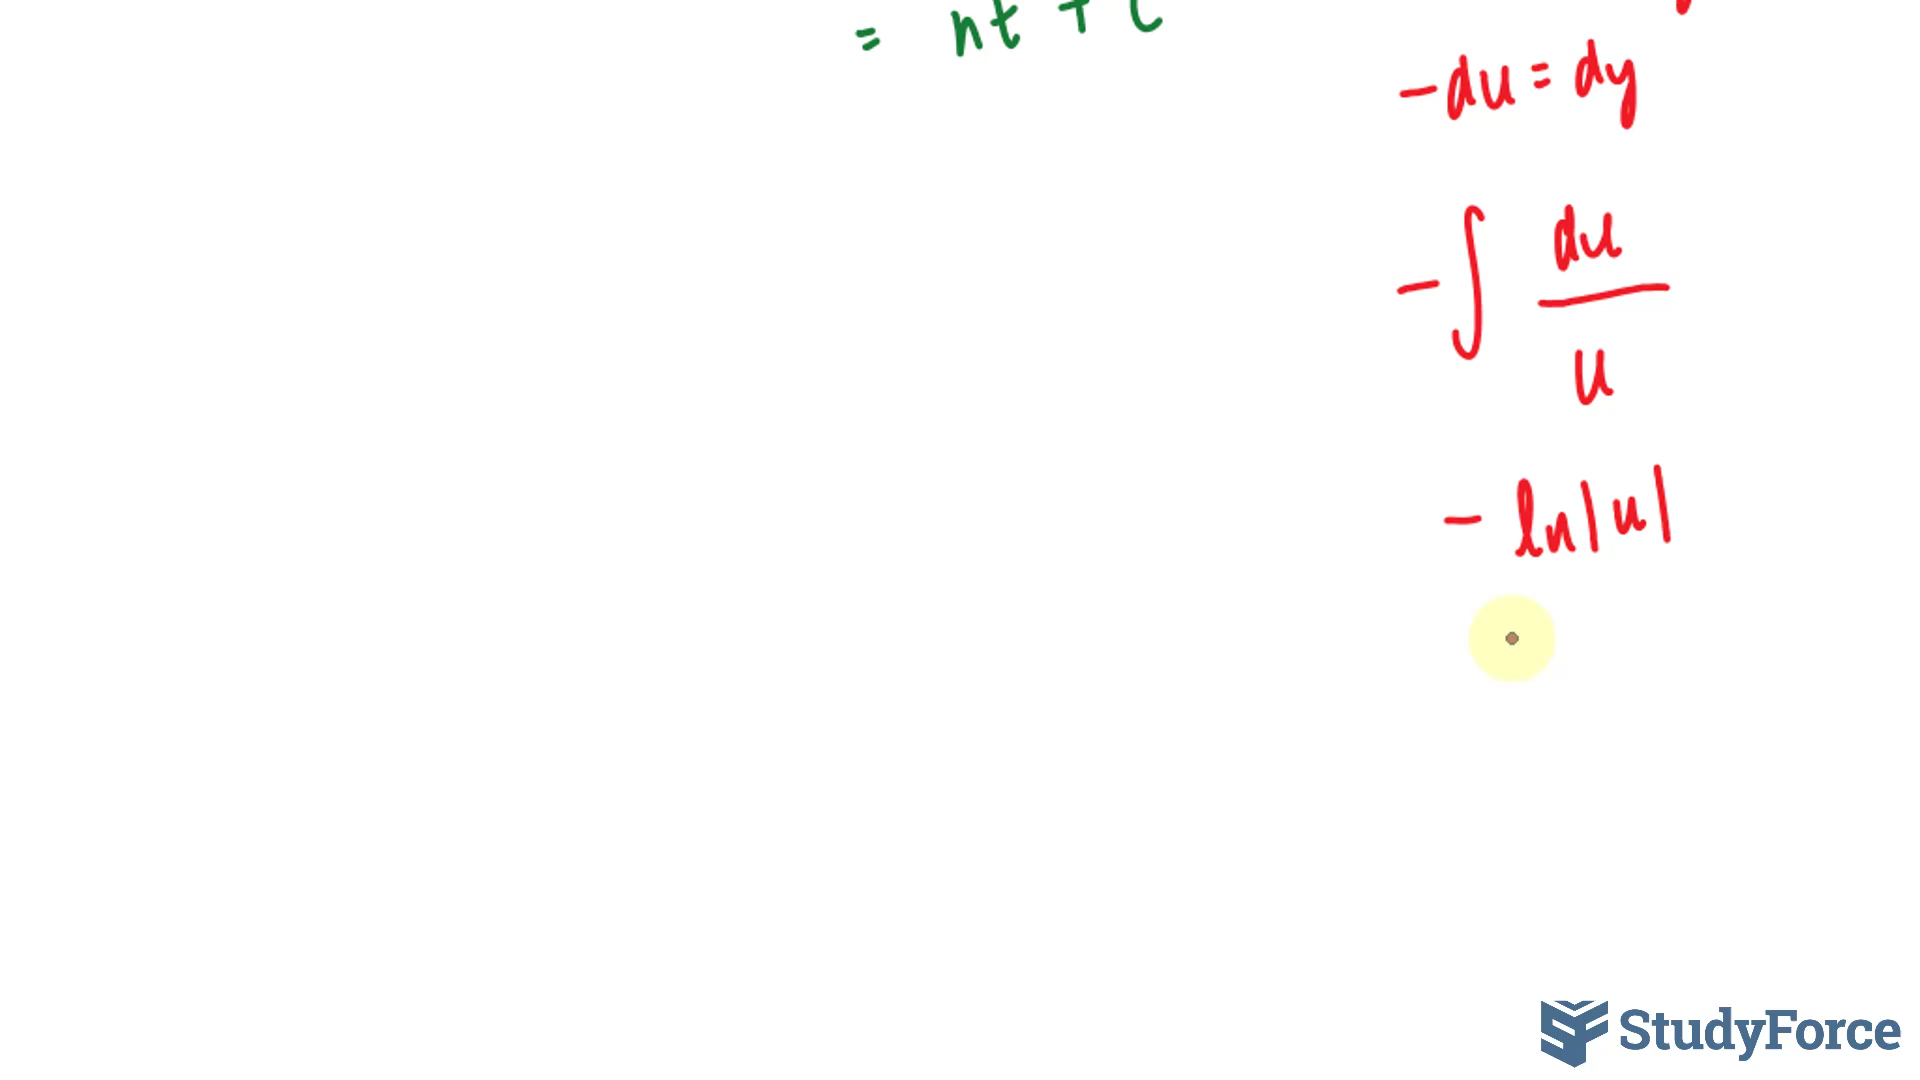 = nt + C
-du = dy
-∫ du/u
- ln|u|
StudyForce